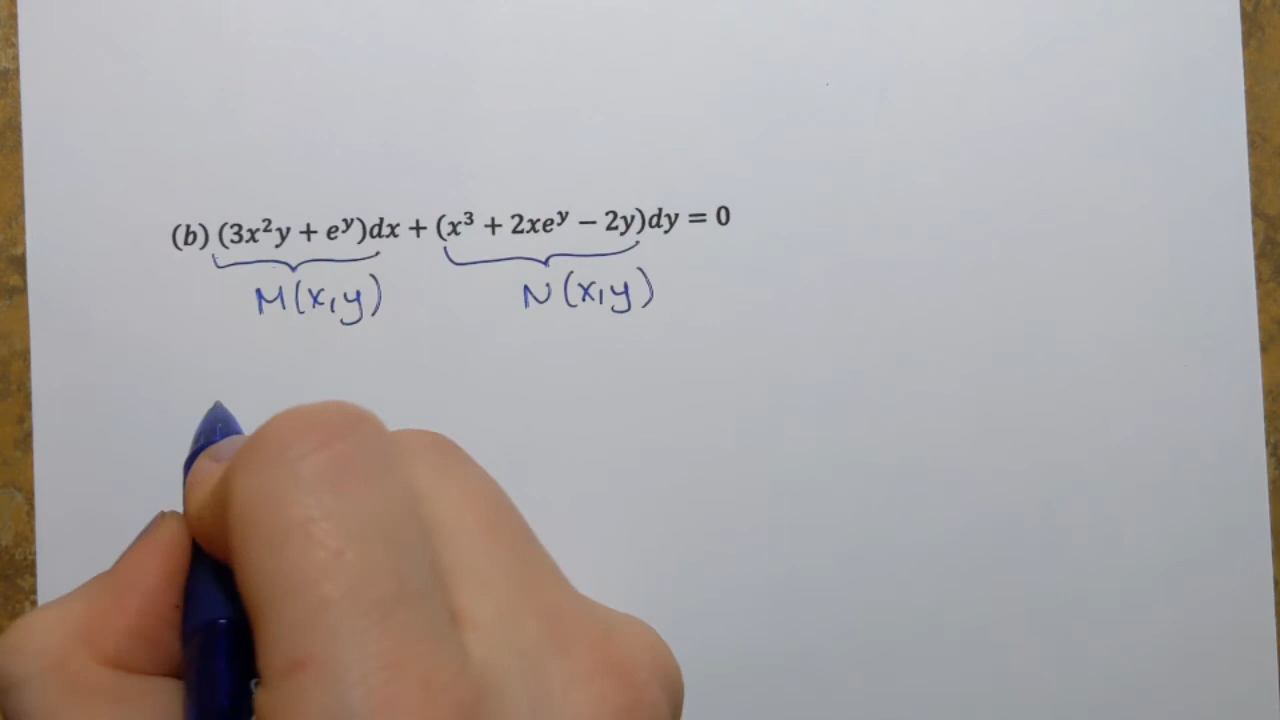 (b) (3x²y + eʸ)dx + (x³ + 2xeʸ − 2y)dy = 0
M(x,y) N(x,y)